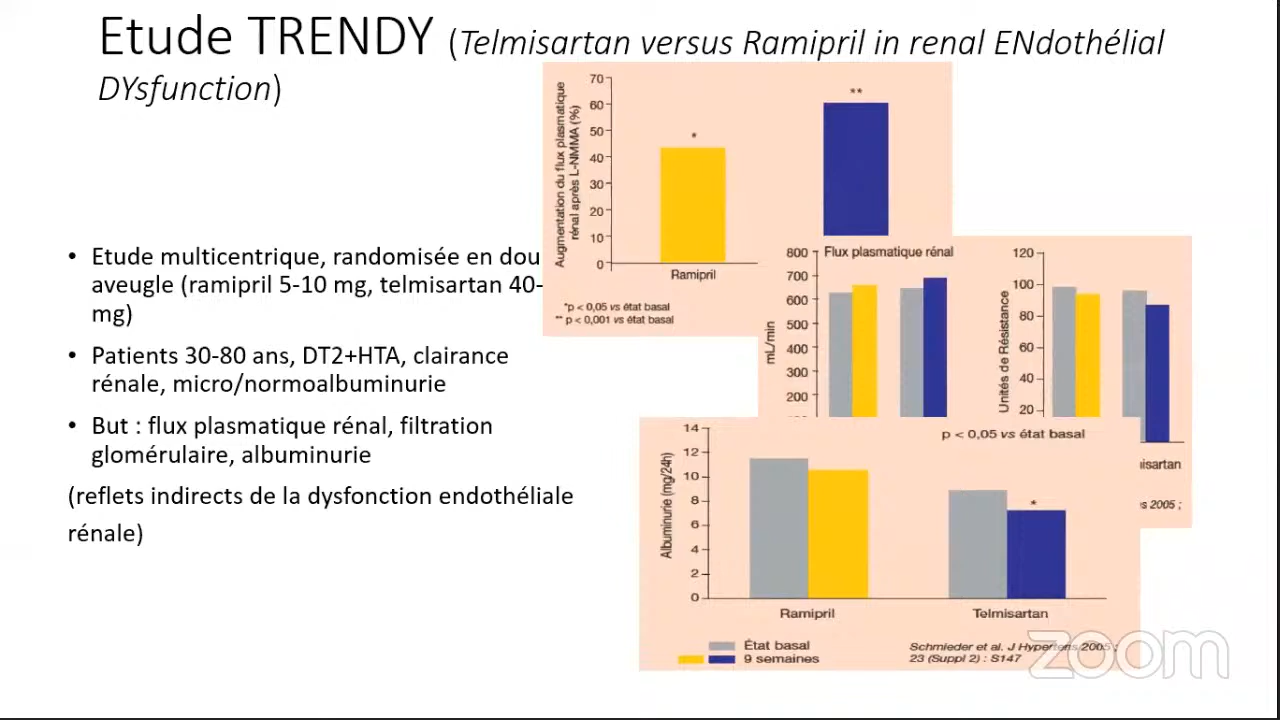 Etude TRENDY (Telmisartan versus Ramipril in renal ENdothélial
DYsfunction)
• Etude multicentrique, randomisée en dou
aveugle (ramipril 5-10 mg, telmisartan 40-
mg)
• Patients 30-80 ans, DT2+HTA, clairance
rénale, micro/normoalbuminurie
• But : flux plasmatique rénal, filtration
glomérulaire, albuminurie
(reflets indirects de la dysfonction endothéliale
rénale)
Augmentation du flux plasmatique
rénal après L-NMMA (%)
70
60
50
40
30
20
10
0
*
**
Ramipril
*p < 0,05 vs état basal
** p < 0,001 vs état basal
Flux plasmatique rénal
mL/min
800
700
600
500
400
300
200
Unités de Résistance
120
100
80
60
40
20
isartan
2005 ;
Albuminurie (mg/24h)
14
12
10
8
6
4
2
0
p < 0,05 vs état basal
*
Ramipril
Telmisartan
État basal
9 semaines
Schmieder et al. J Hypertens 2005 ;
23 (Suppl 2) : S147
zoom